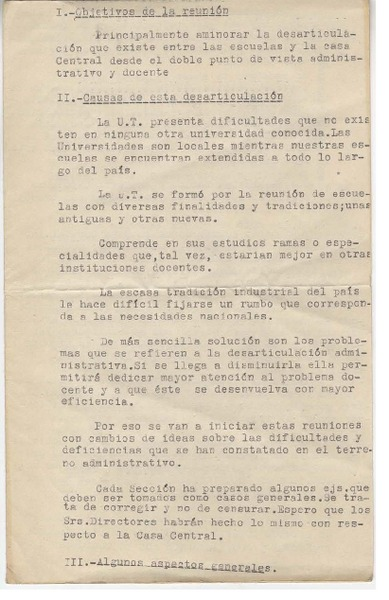 I.-Objetivos de la reunión
Principalmente aminorar la desarticula-
ción que existe entre las escuelas y la casa
Central desde el doble punto de vista adminis-
trativo y docente
II.-Causas de esta desarticulación
La U.T. presenta dificultades que no exis
ten en ninguna otra universidad conocida.Las
Universidades son locales mientras nuestras es-
cuelas se encuentran extendidas a todo lo lar-
go del país.
La U.T. se formó por la reunión de escue-
las con diversas finalidades y tradiciones;unas
antiguas y otras nuevas.
Comprende en sus estudios ramas o espe-
cialidades que,tal vez, estarían mejor en otras
instituciones docentes.
La escasa tradición industrial del país
le hace difícil fijarse un rumbo que correspon-
da a las necesidades nacionales.
De más sencilla solución son los proble-
mas que se refieren a la desarticulación admi-
nistrativa.Si se llega a disminuirla ella per-
mitirá dedicar mayor atención al problema do-
cente y a que éste se desenvuelva con mayor
eficiencia.
Por eso se van a iniciar estas reuniones
con cambios de ideas sobre las dificultades y
deficiencias que se han constatado en el terre-
no administrativo.
Cada Sección ha preparado algunos ejs.que
deben ser tomados como casos generales.Se tra-
ta de corregir y no de censurar.Espero que los
Srs.Directores habrán hecho lo mismo con res-
pecto a la Casa Central.
III.-Algunos aspectos generales.